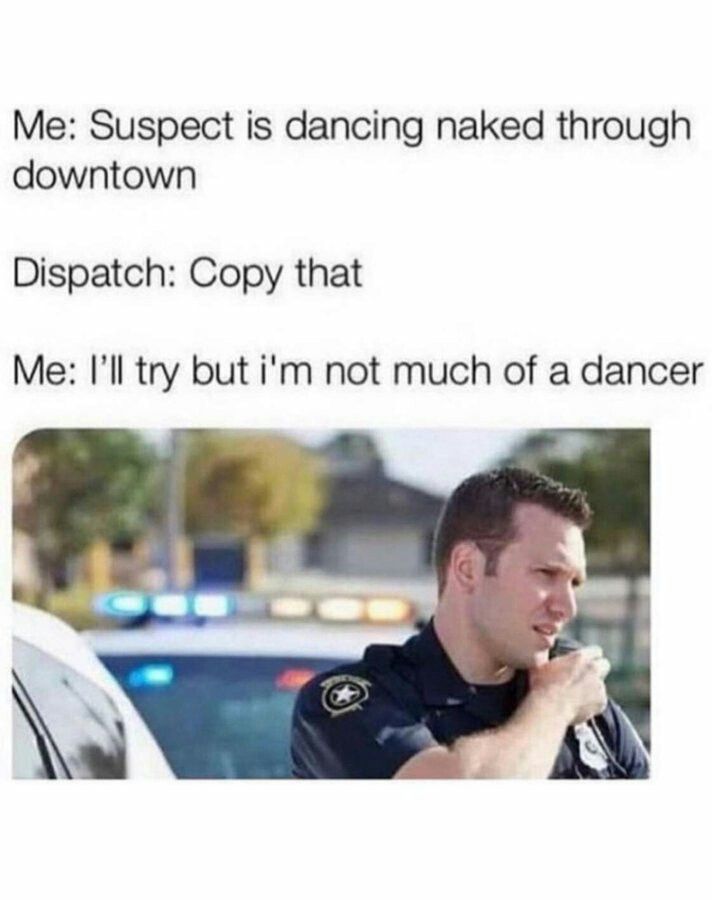 Me: Suspect is dancing naked through
downtown
Dispatch: Copy that
Me: I'll try but i'm not much of a dancer